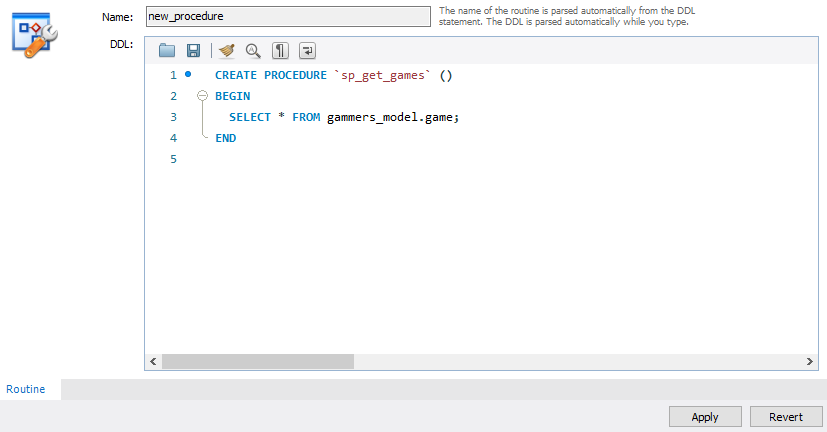 Name: new_procedure The name of the routine is parsed automatically from the DDL
statement. The DDL is parsed automatically while you type.
DDL:
1 CREATE PROCEDURE `sp_get_games` ()
2 BEGIN
3 SELECT * FROM gammers_model.game;
4 END
5
Routine
Apply Revert